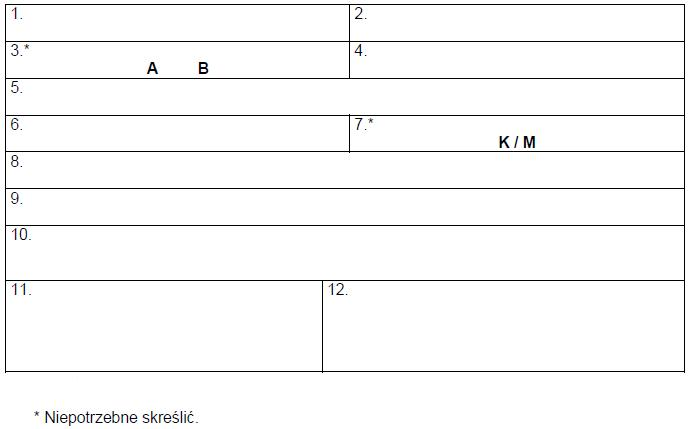 1. 2.
3.* 4.
A B
5.
6. 7.*
K / M
8.
9.
10.
11. 12.
* Niepotrzebne skreślić.